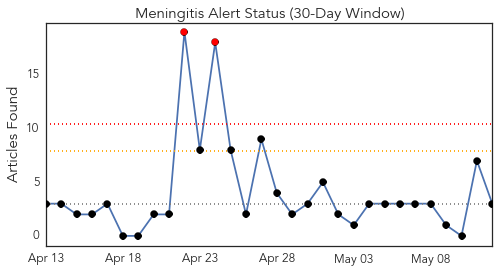 Meningitis Alert Status (30-Day Window)
Articles Found
15
10
5
0
Apr 13
Apr 18
Apr 23
Apr 28
May 03
May 08